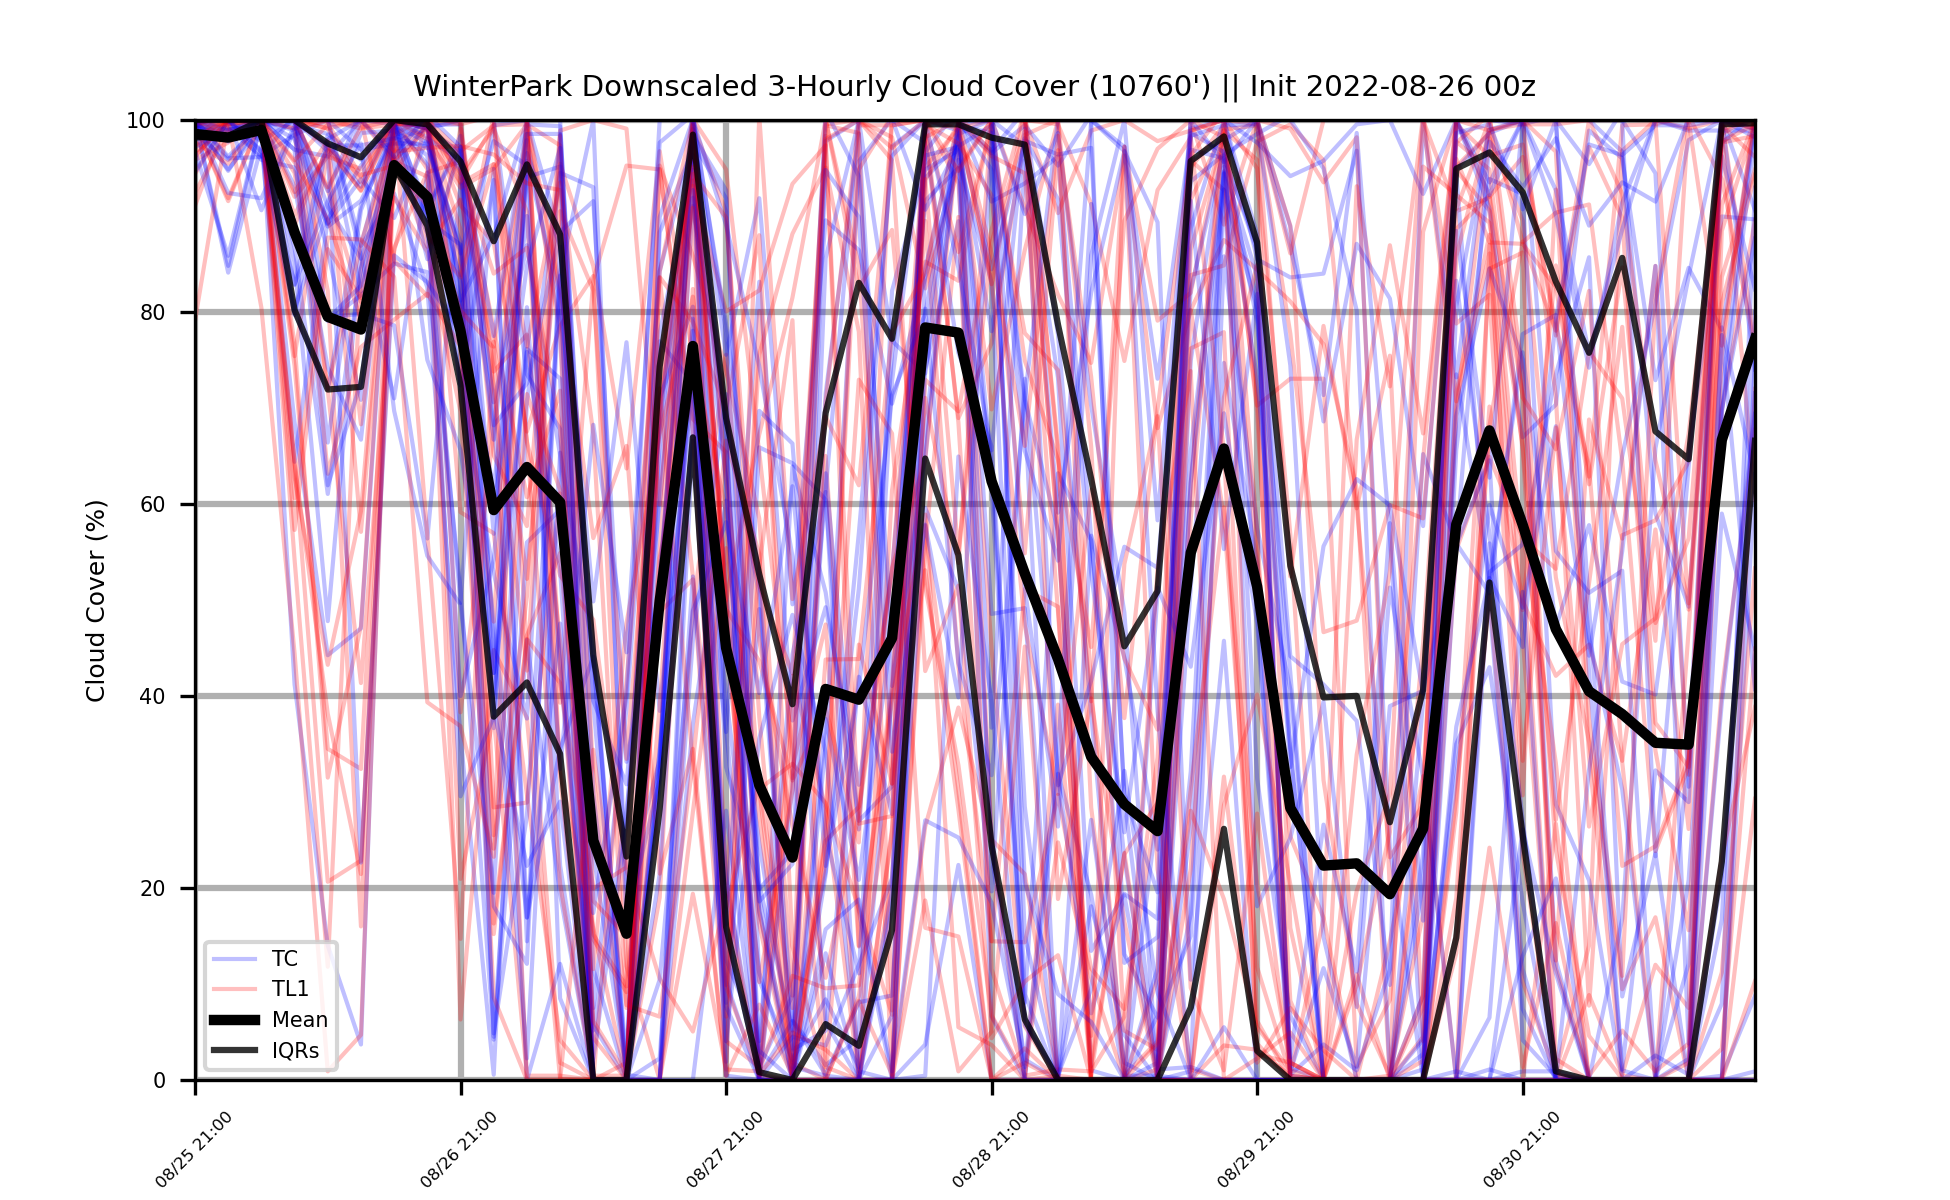 WinterPark Downscaled 3-Hourly Cloud Cover (10760') || Init 2022-08-26 00z
Cloud Cover (%)
100
80
60
40
20
0
TC
TL1
Mean
IQRs
08/25 21:00
08/26 21:00
08/27 21:00
08/28 21:00
08/29 21:00
08/30 21:00